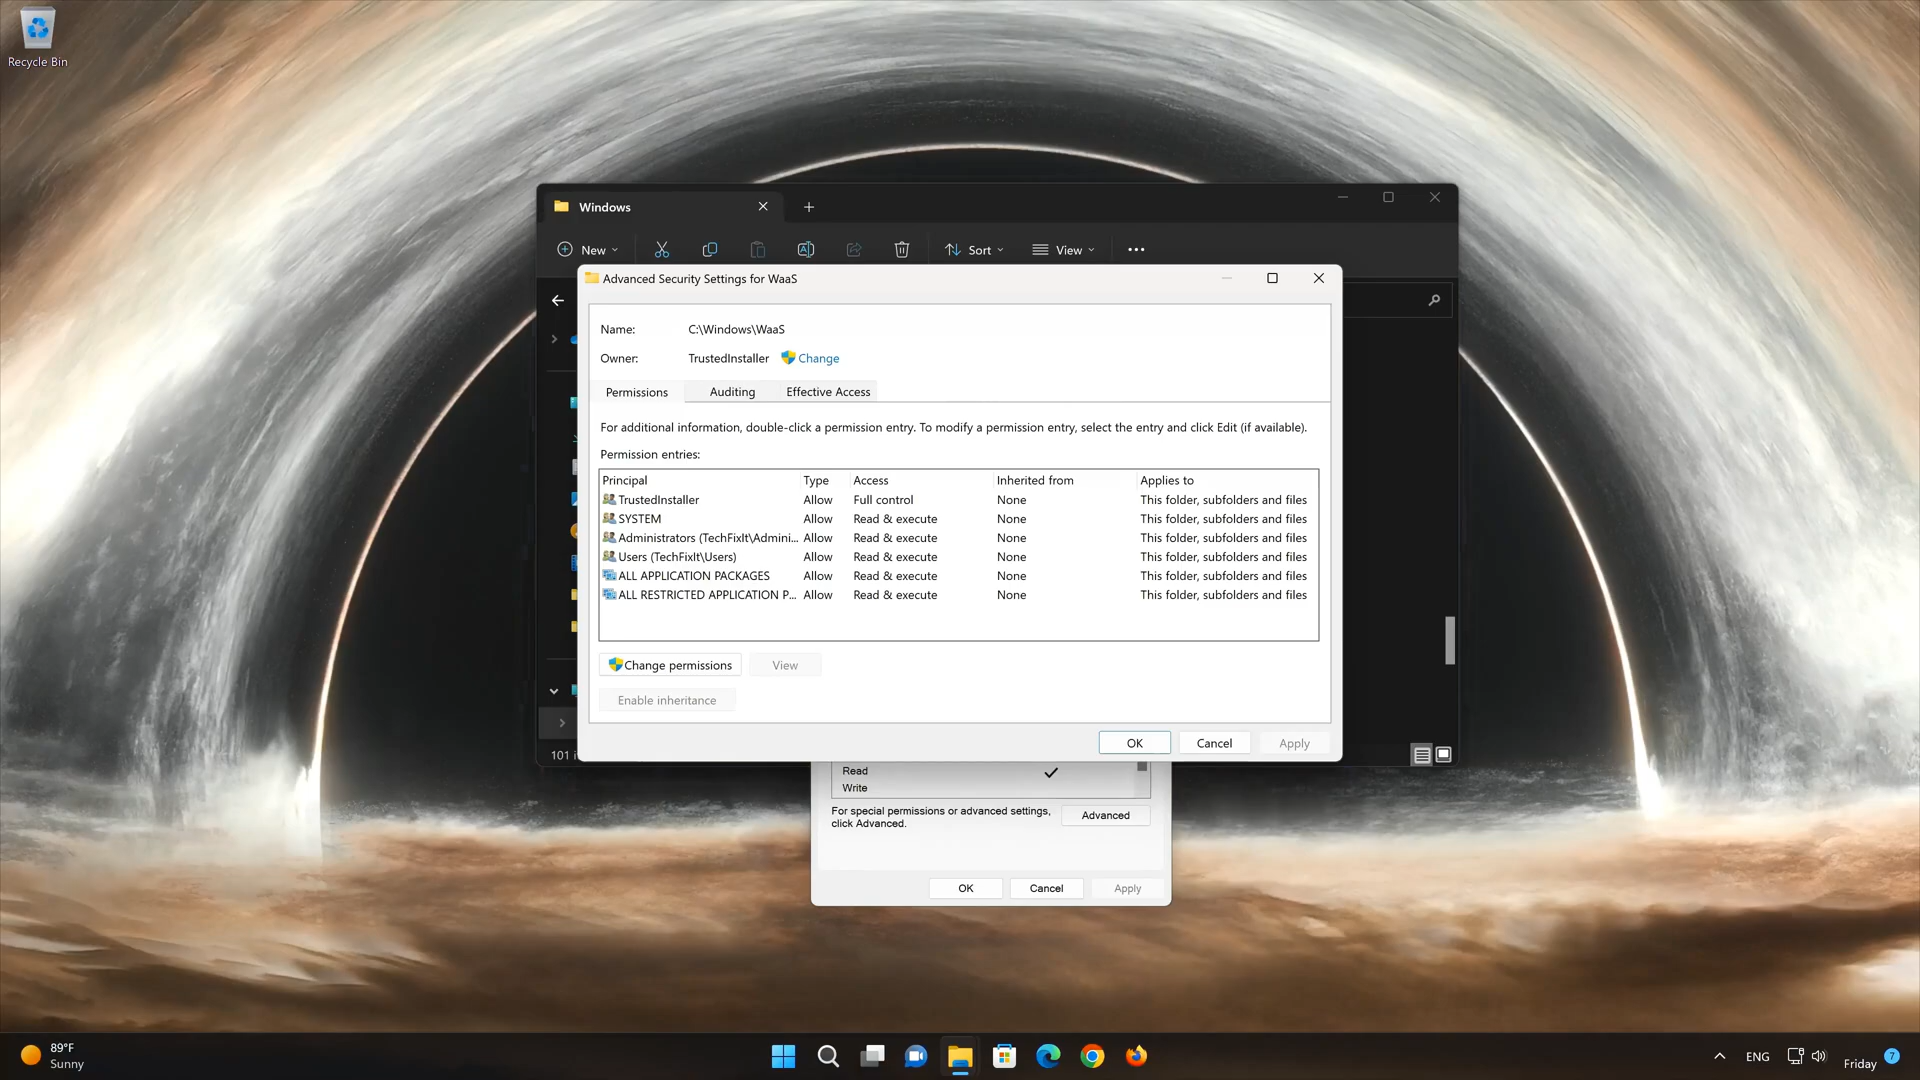 Recycle Bin
Windows
New
Sort
View
Advanced Security Settings for WaaS
Name: C:\Windows\WaaS
Owner: TrustedInstaller Change
Permissions Auditing Effective Access
For additional information, double-click a permission entry. To modify a permission entry, select the entry and click Edit (if available).
Permission entries:
Principal Type Access Inherited from Applies to
TrustedInstaller Allow Full control None This folder, subfolders and files
SYSTEM Allow Read & execute None This folder, subfolders and files
Administrators (TechFixIt\Admini... Allow Read & execute None This folder, subfolders and files
Users (TechFixIt\Users) Allow Read & execute None This folder, subfolders and files
ALL APPLICATION PACKAGES Allow Read & execute None This folder, subfolders and files
ALL RESTRICTED APPLICATION P... Allow Read & execute None This folder, subfolders and files
Change permissions View
Enable inheritance
OK Cancel Apply
101
Read
Write
For special permissions or advanced settings,
click Advanced.
Advanced
OK Cancel Apply
89°F
Sunny
ENG
Friday 7